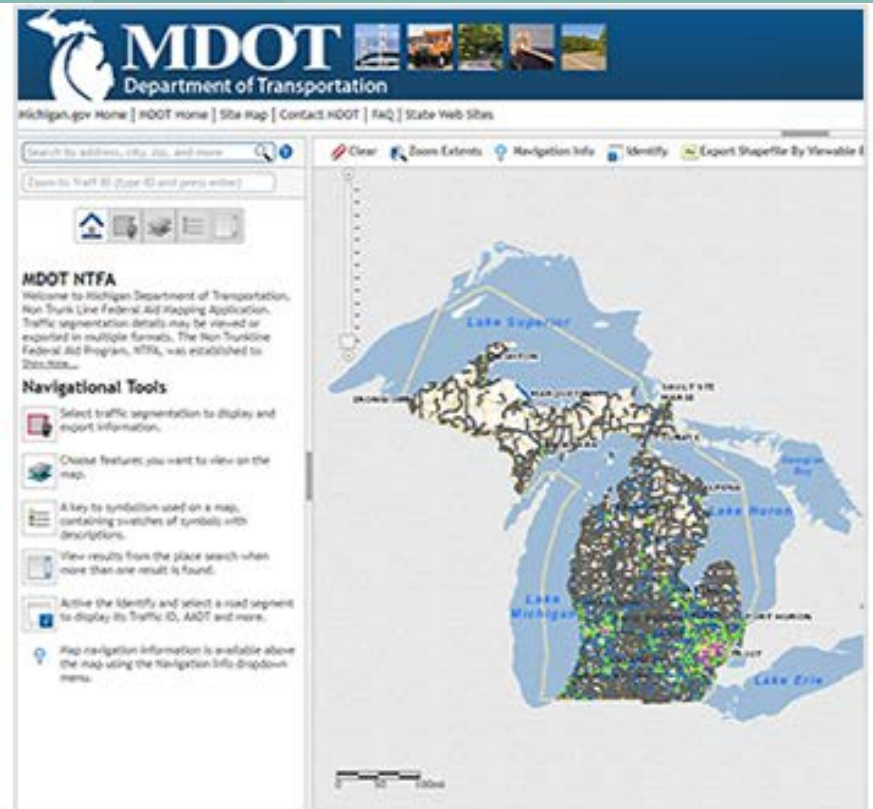 MDOT
Department of Transportation
Michigan.gov Home | MDOT Home | Site Map | Contact MDOT | FAQ | State Web Sites
Search by address, city, zip, and more
Zoom to Traff ID (type ID and press enter)
Clear Zoom Extents Navigation Info Identify Export Shapefile By Viewable
MDOT NTFA
Welcome to Michigan Department of Transportation,
Non Trunk Line Federal Aid Mapping Application.
Traffic segmentation details may be viewed or
exported in multiple formats. The Non Trunkline
Federal Aid Program, NTFA, was established to
Show More...
Navigational Tools
Select traffic segmentation to display and
export information.
Choose features you want to view on the
map.
A key to symbolism used on a map,
containing swatches of symbols with
descriptions.
View results from the place search when
more than one result is found.
Active the Identify and select a road segment
to display its Traffic ID, AADT and more.
Map navigation information is available above
the map using the Navigation Info dropdown
menu.
Lake Superior
SAULT STE
MARIE
Georgian
Bay
Lake Huron
Lake
Michigan
PORT HURON
Lake Erie
0 50 100mi